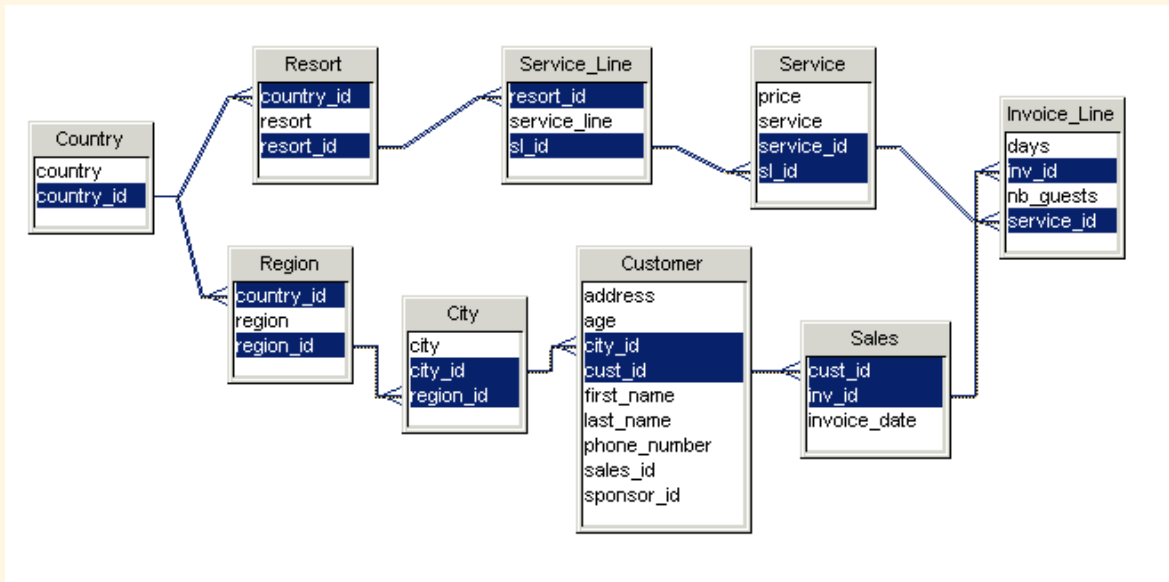 Country
country
country_id
Resort
country_id
resort
resort_id
Service_Line
resort_id
service_line
sl_id
Service
price
service
service_id
sl_id
Invoice_Line
days
inv_id
nb_guests
service_id
Region
country_id
region
region_id
City
city
city_id
region_id
Customer
address
age
city_id
cust_id
first_name
last_name
phone_number
sales_id
sponsor_id
Sales
cust_id
inv_id
invoice_date